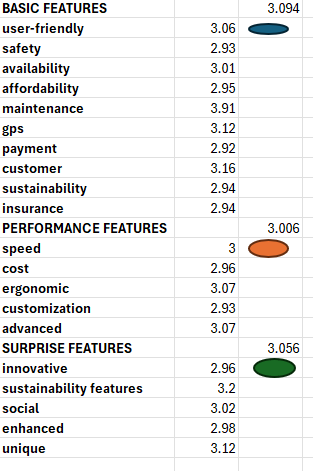 BASIC FEATURES 3.094
user-friendly 3.06
safety 2.93
availability 3.01
affordability 2.95
maintenance 3.91
gps 3.12
payment 2.92
customer 3.16
sustainability 2.94
insurance 2.94
PERFORMANCE FEATURES 3.006
speed 3
cost 2.96
ergonomic 3.07
customization 2.93
advanced 3.07
SURPRISE FEATURES 3.056
innovative 2.96
sustainability features 3.2
social 3.02
enhanced 2.98
unique 3.12